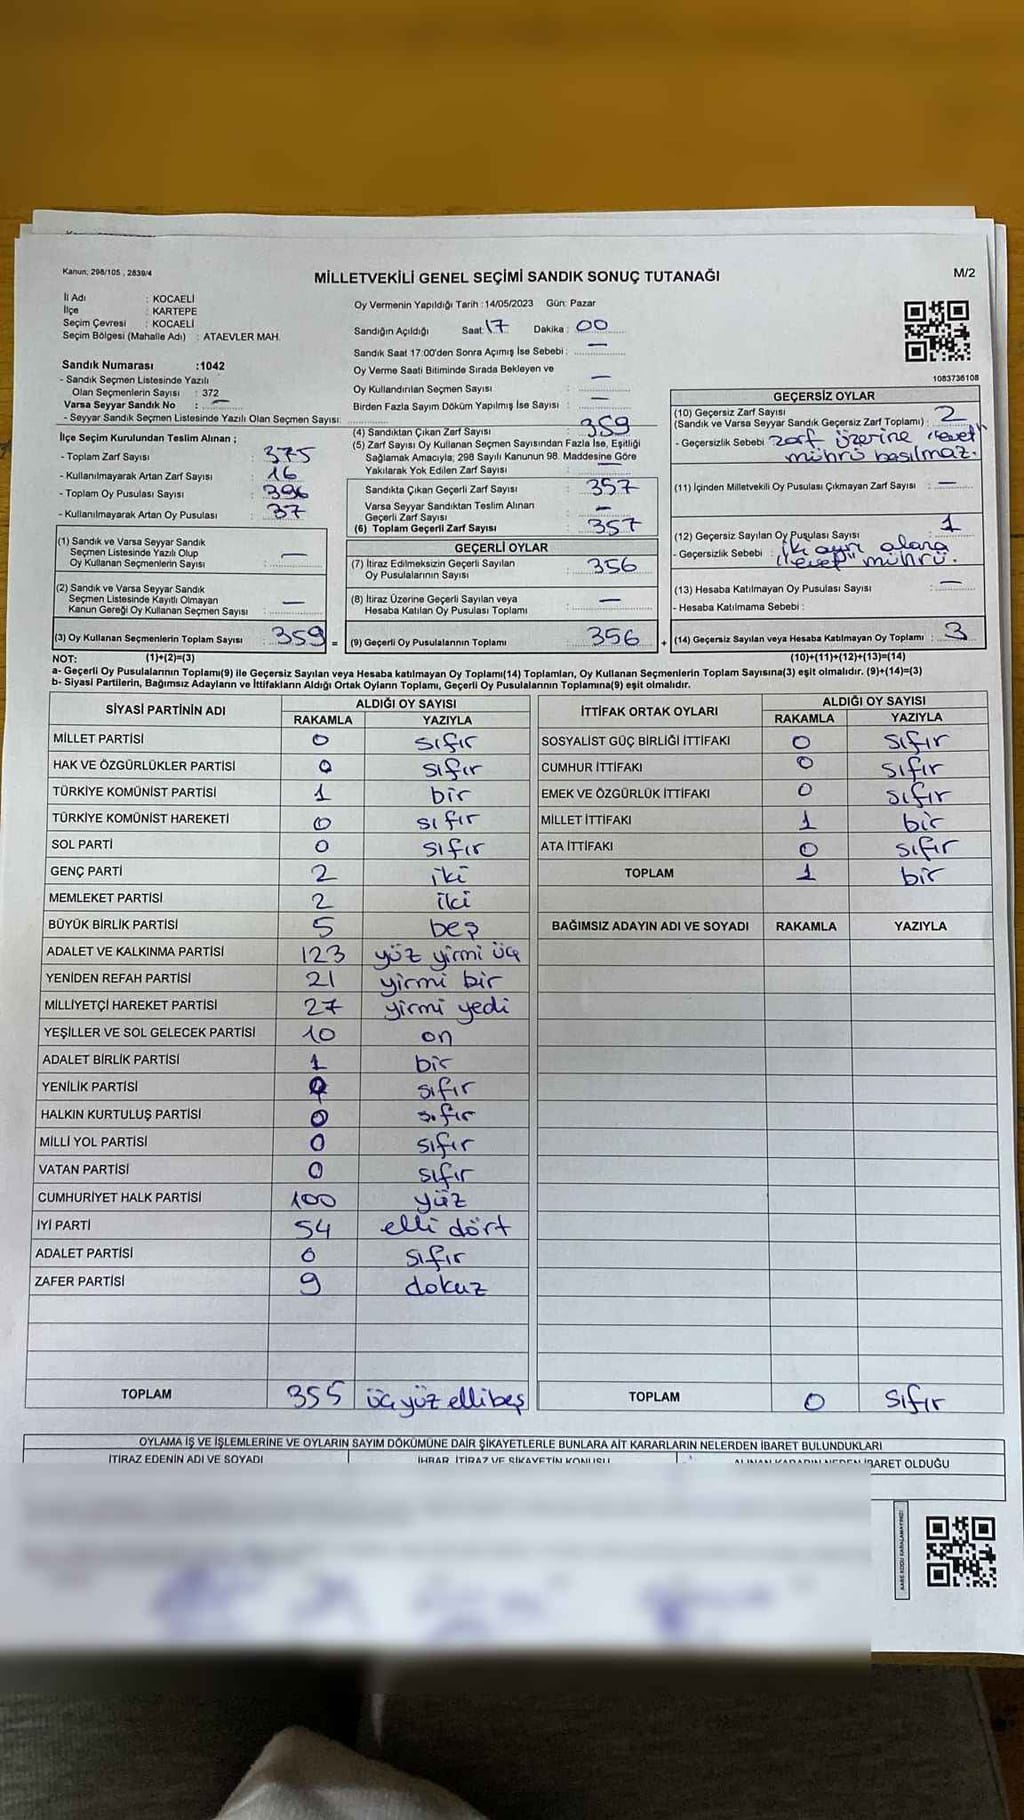 Kanun; 298/105 , 2839/4
MİLLETVEKİLİ GENEL SEÇİMİ SANDIK SONUÇ TUTANAĞI
M/2
İl Adı : KOCAELİ
İlçe : KARTEPE
Seçim Çevresi : KOCAELİ
Seçim Bölgesi (Mahalle Adı) : ATAEVLER MAH.
Sandık Numarası :1042
- Sandık Seçmen Listesinde Yazılı
Olan Seçmenlerin Sayısı : 372
Varsa Seyyar Sandık No : —
- Seyyar Sandık Seçmen Listesinde Yazılı Olan Seçmen Sayısı:
İlçe Seçim Kurulundan Teslim Alınan ;
- Toplam Zarf Sayısı : 375
- Kullanılmayarak Artan Zarf Sayısı : 16
- Toplam Oy Pusulası Sayısı : 396
- Kullanılmayarak Artan Oy Pusulası : 37
(1) Sandık ve Varsa Seyyar Sandık
Seçmen Listesinde Yazılı Olup
Oy Kullanan Seçmenlerin Sayısı : —
(2) Sandık ve Varsa Seyyar Sandık
Seçmen Listesinde Kayıtlı Olmayan
Kanun Gereği Oy Kullanan Seçmen Sayısı : —
(3) Oy Kullanan Seçmenlerin Toplam Sayısı : 359 =
Oy Vermenin Yapıldığı Tarih :14/05/2023 Gün: Pazar
Sandığın Açıldığı Saat: 17 Dakika : 00
Sandık Saat 17:00'den Sonra Açımış İse Sebebi : —
Oy Verme Saati Bitiminde Sırada Bekleyen ve
Oy Kullandırılan Seçmen Sayısı : —
Birden Fazla Sayım Döküm Yapılmış İse Sayısı : —
(4) Sandıktan Çıkan Zarf Sayısı : 359
(5) Zarf Sayısı Oy Kullanan Seçmen Sayısından Fazla İse, Eşitliği
Sağlamak Amacıyla; 298 Sayılı Kanunun 98. Maddesine Göre
Yakılarak Yok Edilen Zarf Sayısı : —
Sandıkta Çıkan Geçerli Zarf Sayısı : 357
Varsa Seyyar Sandıktan Teslim Alınan
Geçerli Zarf Sayısı : —
(6) Toplam Geçerli Zarf Sayısı : 357
GEÇERLİ OYLAR
(7) İtiraz Edilmeksizin Geçerli Sayılan
Oy Pusulalarının Sayısı : 356
(8) İtiraz Üzerine Geçerli Sayılan veya
Hesaba Katılan Oy Pusulası Toplamı : —
(9) Geçerli Oy Pusulalarının Toplamı : 356 +
1083736108
GEÇERSİZ OYLAR
(10) Geçersiz Zarf Sayısı : 2
(Sandık ve Varsa Seyyar Sandık Geçersiz Zarf Toplamı) :
- Geçersizlik Sebebi : zarf üzerine "evet"
mührü basılmaz.
(11) İçinden Milletvekili Oy Pusulası Çıkmayan Zarf Sayısı : —
(12) Geçersiz Sayılan Oy Pusulası Sayısı : 1
- Geçersizlik Sebebi : iki ayrı alana
"evet" mührü.
(13) Hesaba Katılmayan Oy Pusulası Sayısı : —
- Hesaba Katılmama Sebebi :
(14) Geçersiz Sayılan veya Hesaba Katılmayan Oy Toplamı : 3
NOT: (1)+(2)=(3) (10)+(11)+(12)+(13)=(14)
a- Geçerli Oy Pusulalarının Toplamı(9) ile Geçersiz Sayılan veya Hesaba katılmayan Oy Toplamı(14) Toplamları, Oy Kullanan Seçmenlerin Toplam Sayısına(3) eşit olmalıdır. (9)+(14)=(3)
b- Siyasi Partilerin, Bağımsız Adayların ve İttifakların Aldığı Ortak Oyların Toplamı, Geçerli Oy Pusulalarının Toplamına(9) eşit olmalıdır.
SİYASİ PARTİNİN ADI ALDIĞI OY SAYISI
RAKAMLA YAZIYLA
MİLLET PARTİSİ 0 sıfır
HAK VE ÖZGÜRLÜKLER PARTİSİ 0 sıfır
TÜRKİYE KOMÜNİST PARTİSİ 1 bir
TÜRKİYE KOMÜNİST HAREKETİ 0 sıfır
SOL PARTİ 0 sıfır
GENÇ PARTİ 2 iki
MEMLEKET PARTİSİ 2 iki
BÜYÜK BİRLİK PARTİSİ 5 beş
ADALET VE KALKINMA PARTİSİ 123 yüz yirmi üç
YENİDEN REFAH PARTİSİ 21 yirmi bir
MİLLİYETÇİ HAREKET PARTİSİ 27 yirmi yedi
YEŞİLLER VE SOL GELECEK PARTİSİ 10 on
ADALET BİRLİK PARTİSİ 1 bir
YENİLİK PARTİSİ 0 sıfır
HALKIN KURTULUŞ PARTİSİ 0 sıfır
MİLLİ YOL PARTİSİ 0 sıfır
VATAN PARTİSİ 0 sıfır
CUMHURİYET HALK PARTİSİ 100 yüz
İYİ PARTİ 54 elli dört
ADALET PARTİSİ 0 sıfır
ZAFER PARTİSİ 9 dokuz
TOPLAM 355 üçyüz ellibeş
İTTİFAK ORTAK OYLARI ALDIĞI OY SAYISI
RAKAMLA YAZIYLA
SOSYALİST GÜÇ BİRLİĞİ İTTİFAKI 0 sıfır
CUMHUR İTTİFAKI 0 sıfır
EMEK VE ÖZGÜRLÜK İTTİFAKI 0 sıfır
MİLLET İTTİFAKI 1 bir
ATA İTTİFAKI 0 sıfır
TOPLAM 1 bir
BAĞIMSIZ ADAYIN ADI VE SOYADI RAKAMLA YAZIYLA
TOPLAM 0 sıfır
OYLAMA İŞ VE İŞLEMLERİNE VE OYLARIN SAYIM DÖKÜMÜNE DAİR ŞİKAYETLERLE BUNLARA AİT KARARLARIN NELERDEN İBARET BULUNDUKLARI
İTİRAZ EDENİN ADI VE SOYADI İHBAR, İTİRAZ VE ŞİKAYETİN KONUSU ALINAN KARARIN NEDEN İBARET OLDUĞU